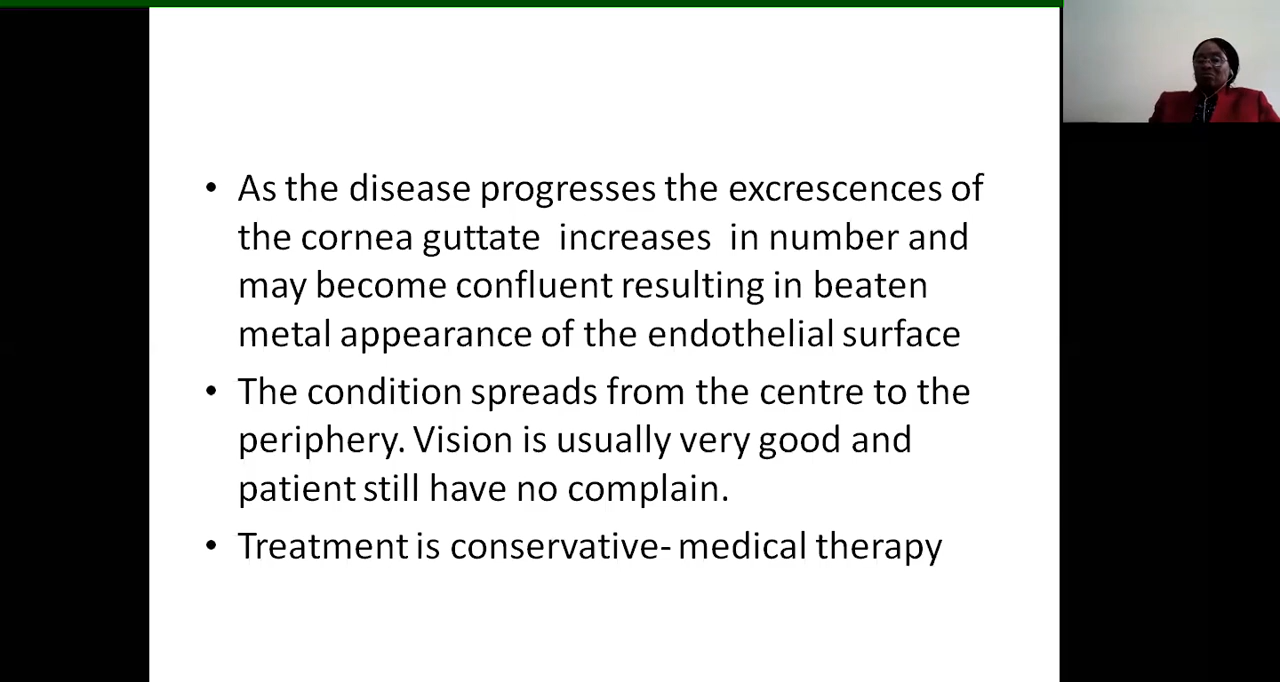 • As the disease progresses the excrescences of
the cornea guttate  increases  in number and
may become confluent resulting in beaten
metal appearance of the endothelial surface
• The condition spreads from the centre to the
periphery. Vision is usually very good and
patient still have no complain.
• Treatment is conservative- medical therapy